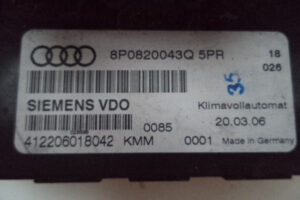 8P0820043Q 5PR 18
026
35
SIEMENS VDO Klimavollautomat
0085 20.03.06
412206018042 KMM 0001 Made in Germany